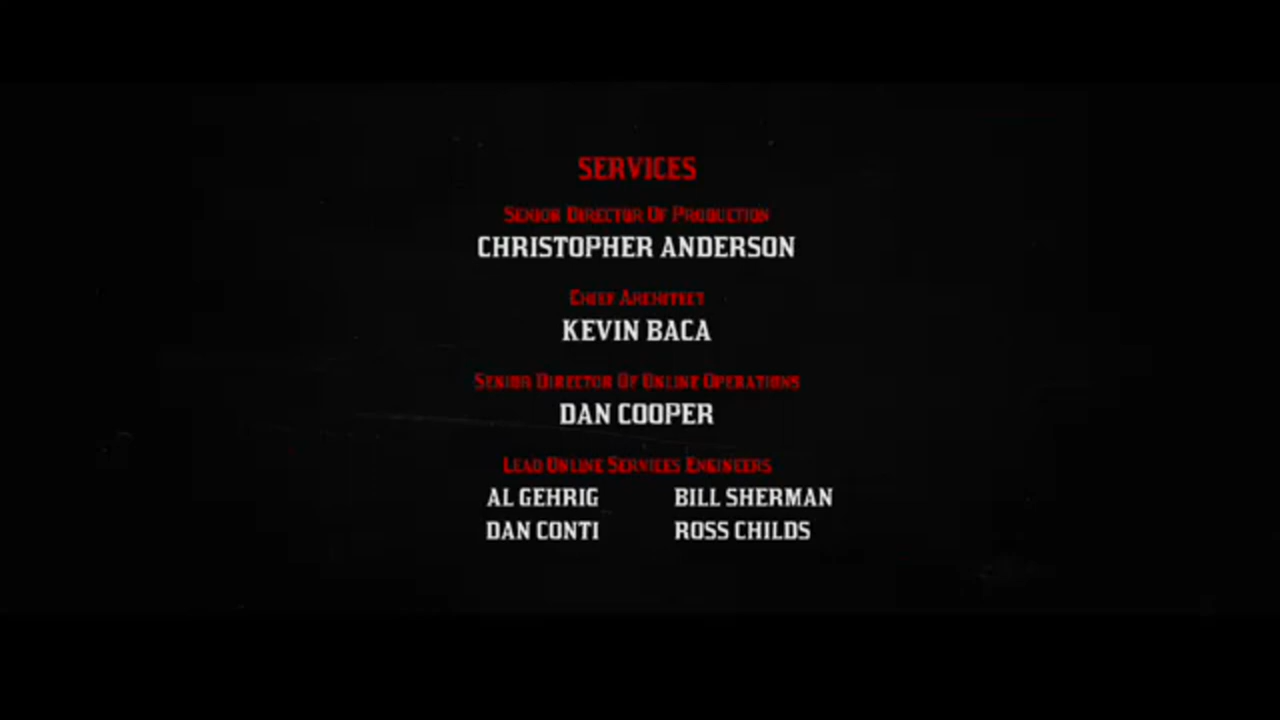 SERVICES
Senior Director Of Production
CHRISTOPHER ANDERSON
Chief Architect
KEVIN BACA
Senior Director Of Online Operations
DAN COOPER
Lead Online Services Engineers
AL GEHRIG BILL SHERMAN
DAN CONTI ROSS CHILDS